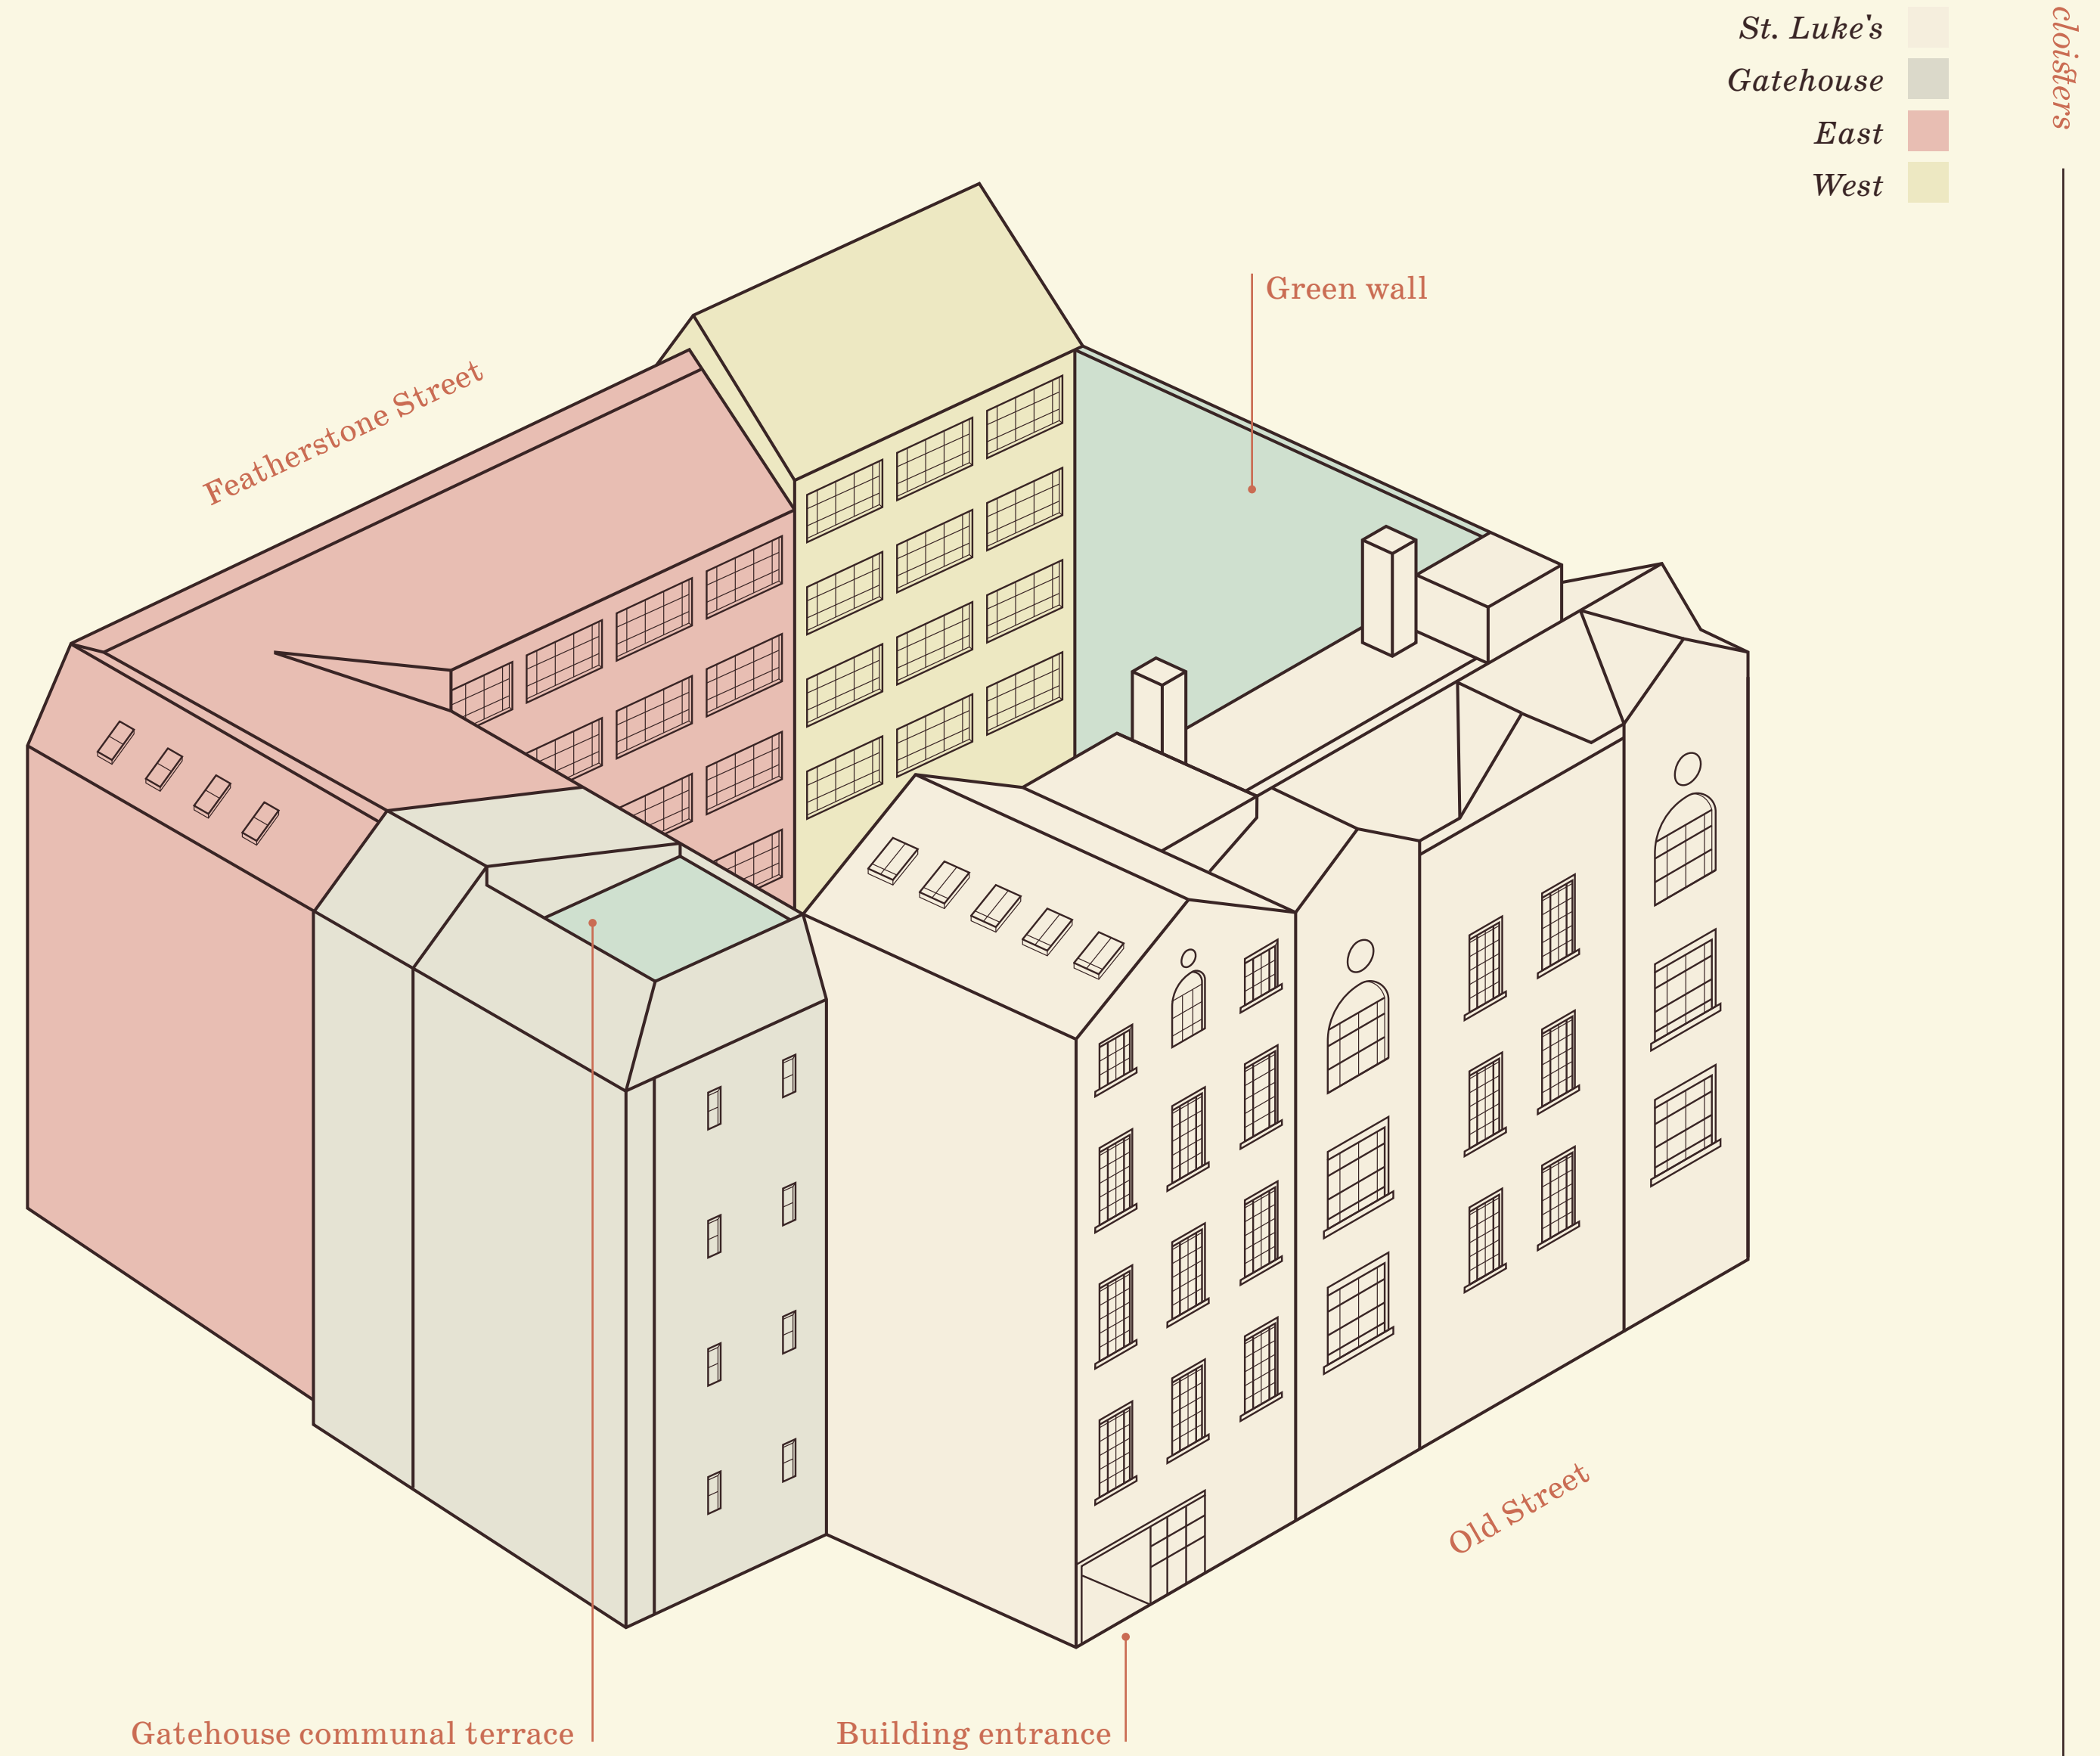 St. Luke's
Gatehouse
East
West
cloisters
Green wall
Featherstone Street
Old Street
Gatehouse communal terrace
Building entrance